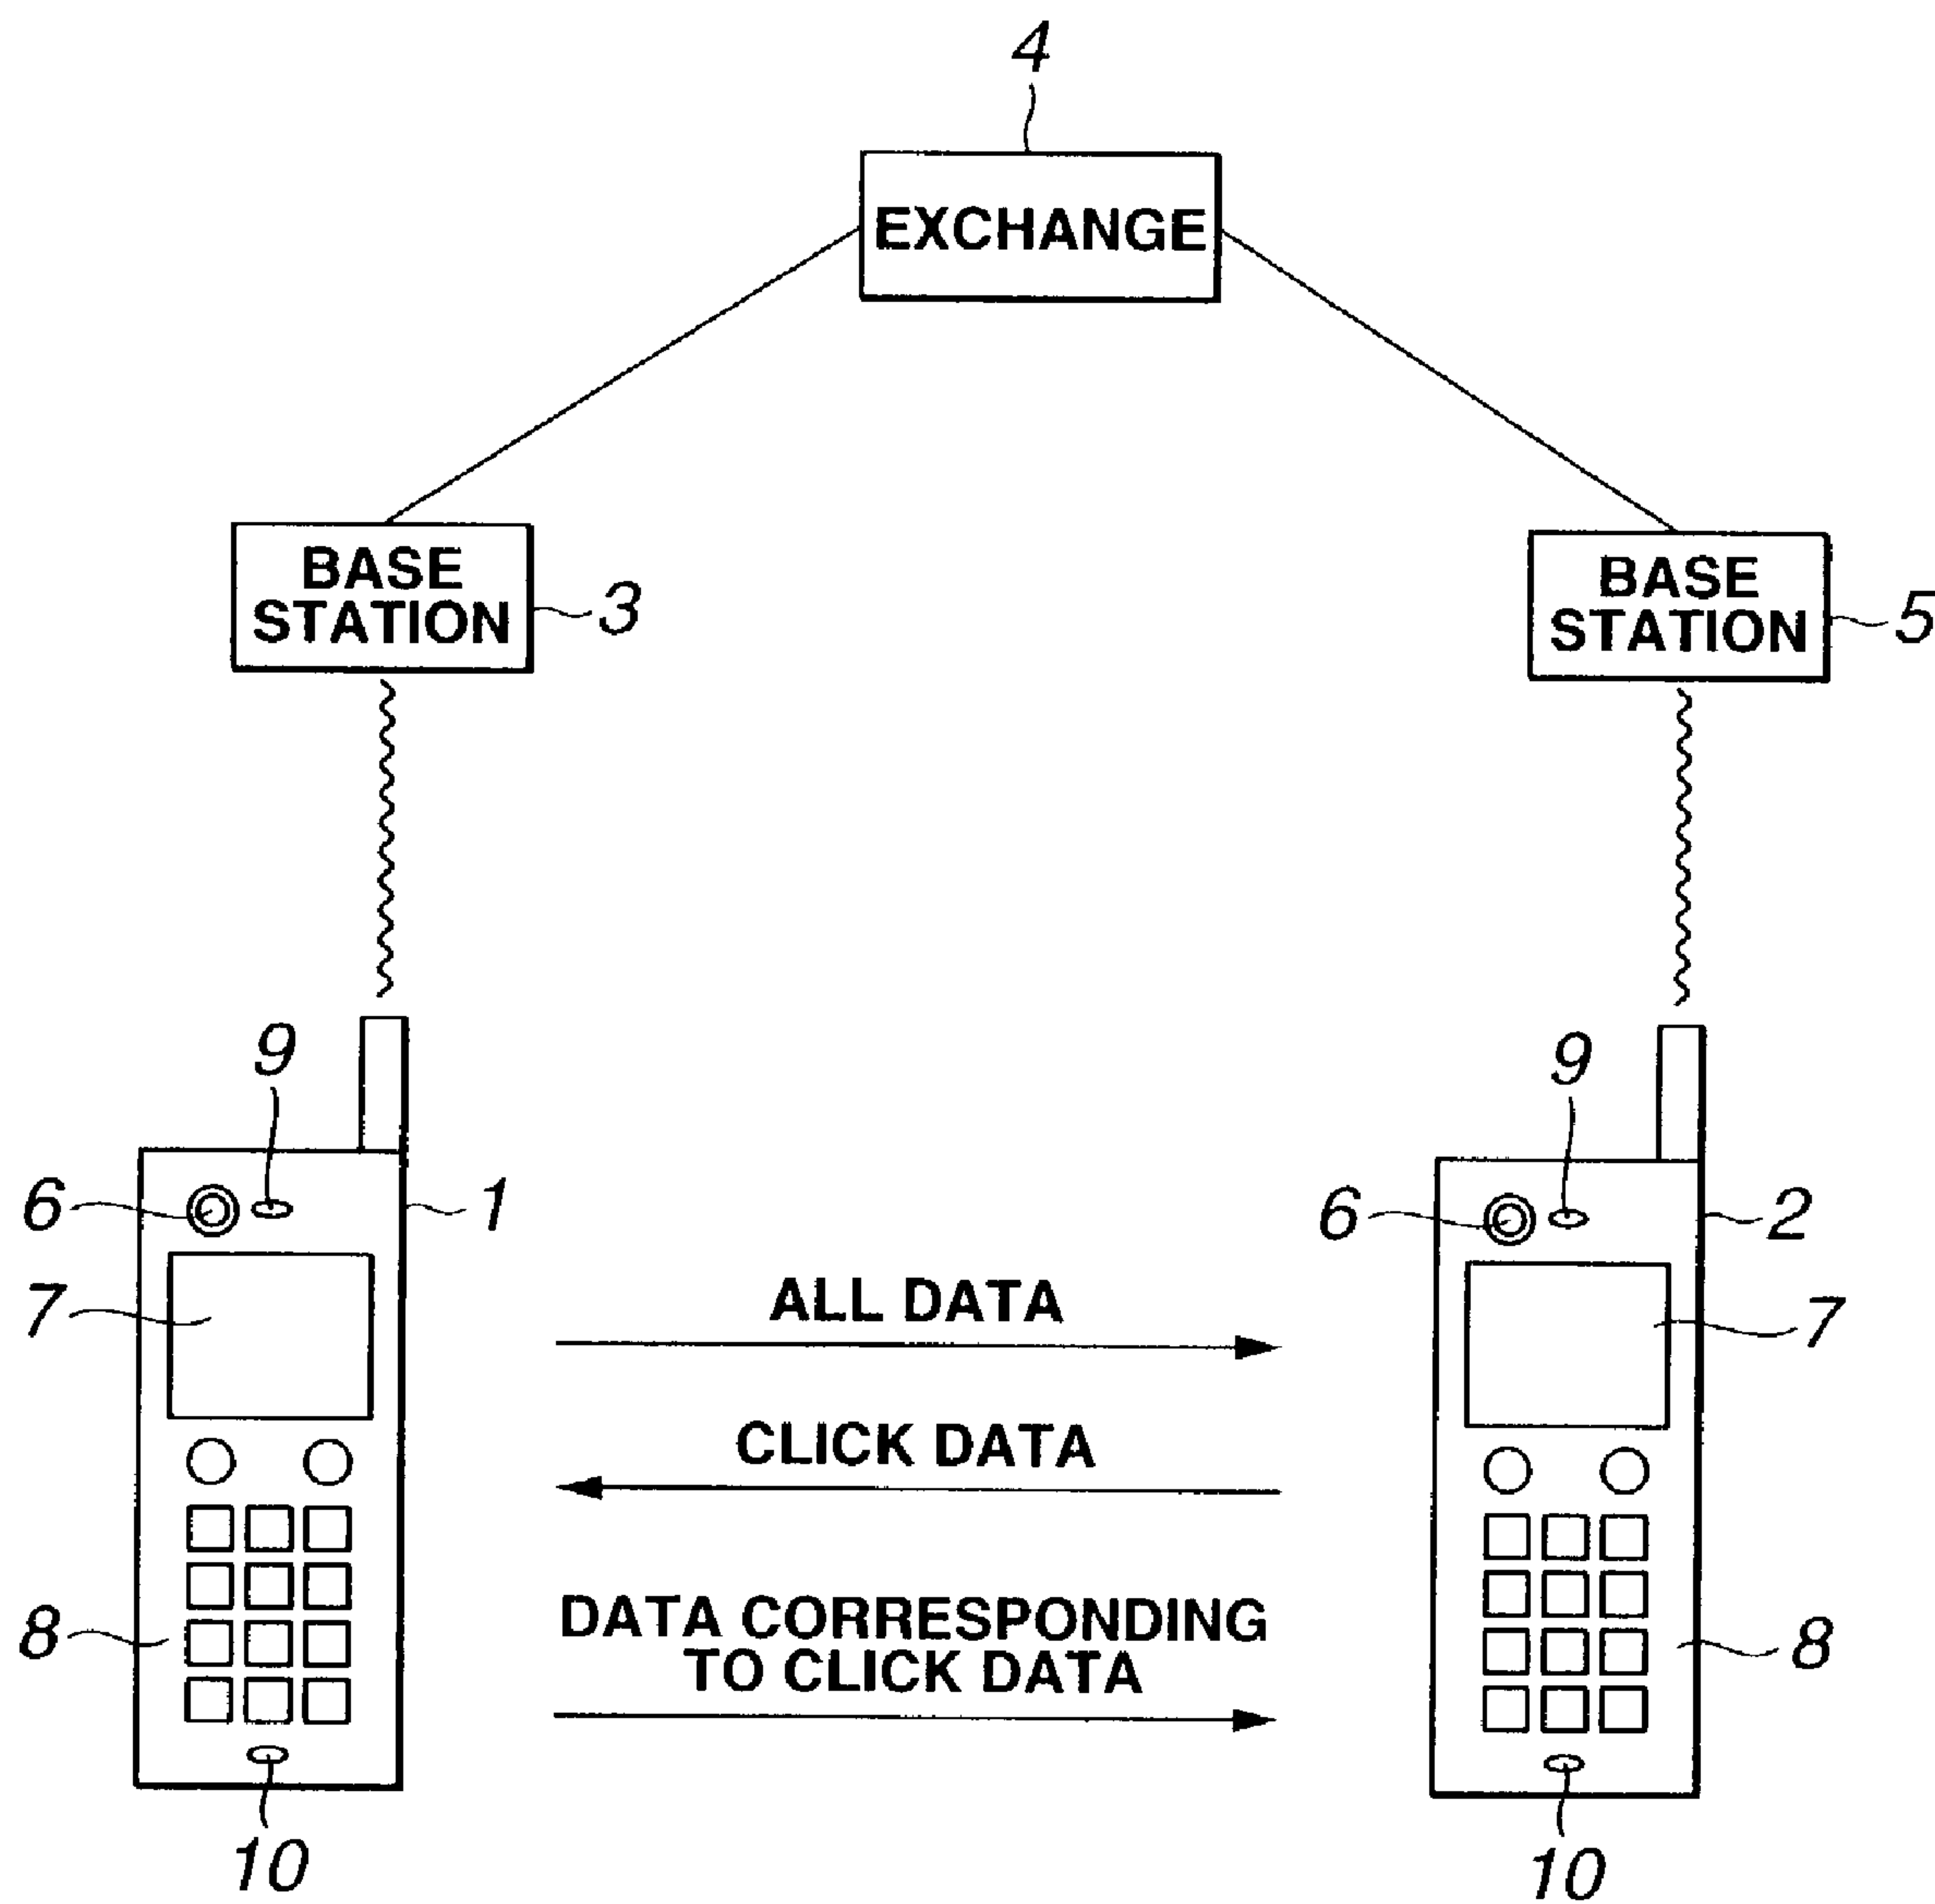 4
EXCHANGE
BASE
STATION
3
BASE
STATION
5
9
9
6
1
6
2
7
ALL DATA
7
CLICK DATA
8
DATA CORRESPONDING
TO CLICK DATA
8
10
10